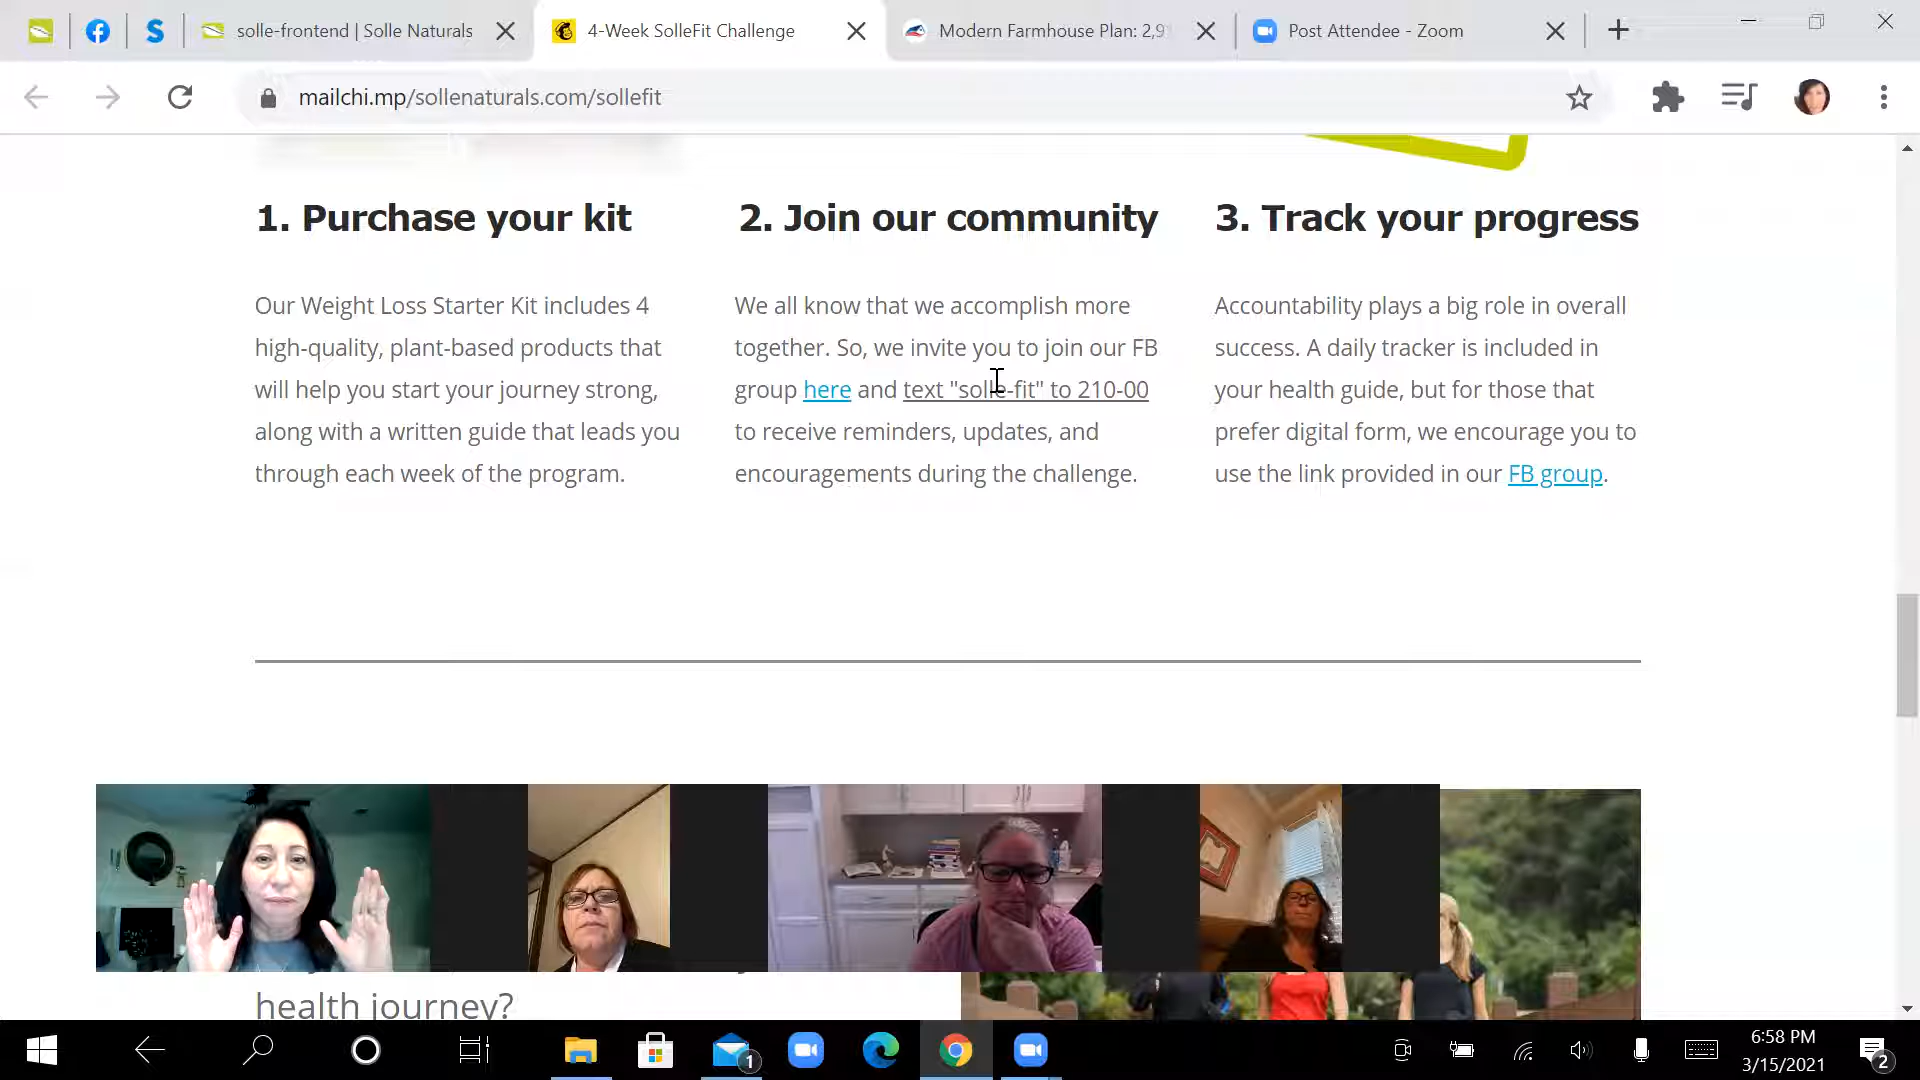 solle-frontend | Solle Naturals
4-Week SolleFit Challenge
Modern Farmhouse Plan: 2,9
Post Attendee - Zoom
mailchi.mp/sollenaturals.com/sollefit
1. Purchase your kit
Our Weight Loss Starter Kit includes 4
high-quality, plant-based products that
will help you start your journey strong,
along with a written guide that leads you
through each week of the program.
2. Join our community
We all know that we accomplish more
together. So, we invite you to join our FB
group here and text "solle-fit" to 210-00
to receive reminders, updates, and
encouragements during the challenge.
3. Track your progress
Accountability plays a big role in overall
success. A daily tracker is included in
your health guide, but for those that
prefer digital form, we encourage you to
use the link provided in our FB group.
health journey?
1
6:58 PM
3/15/2021
2